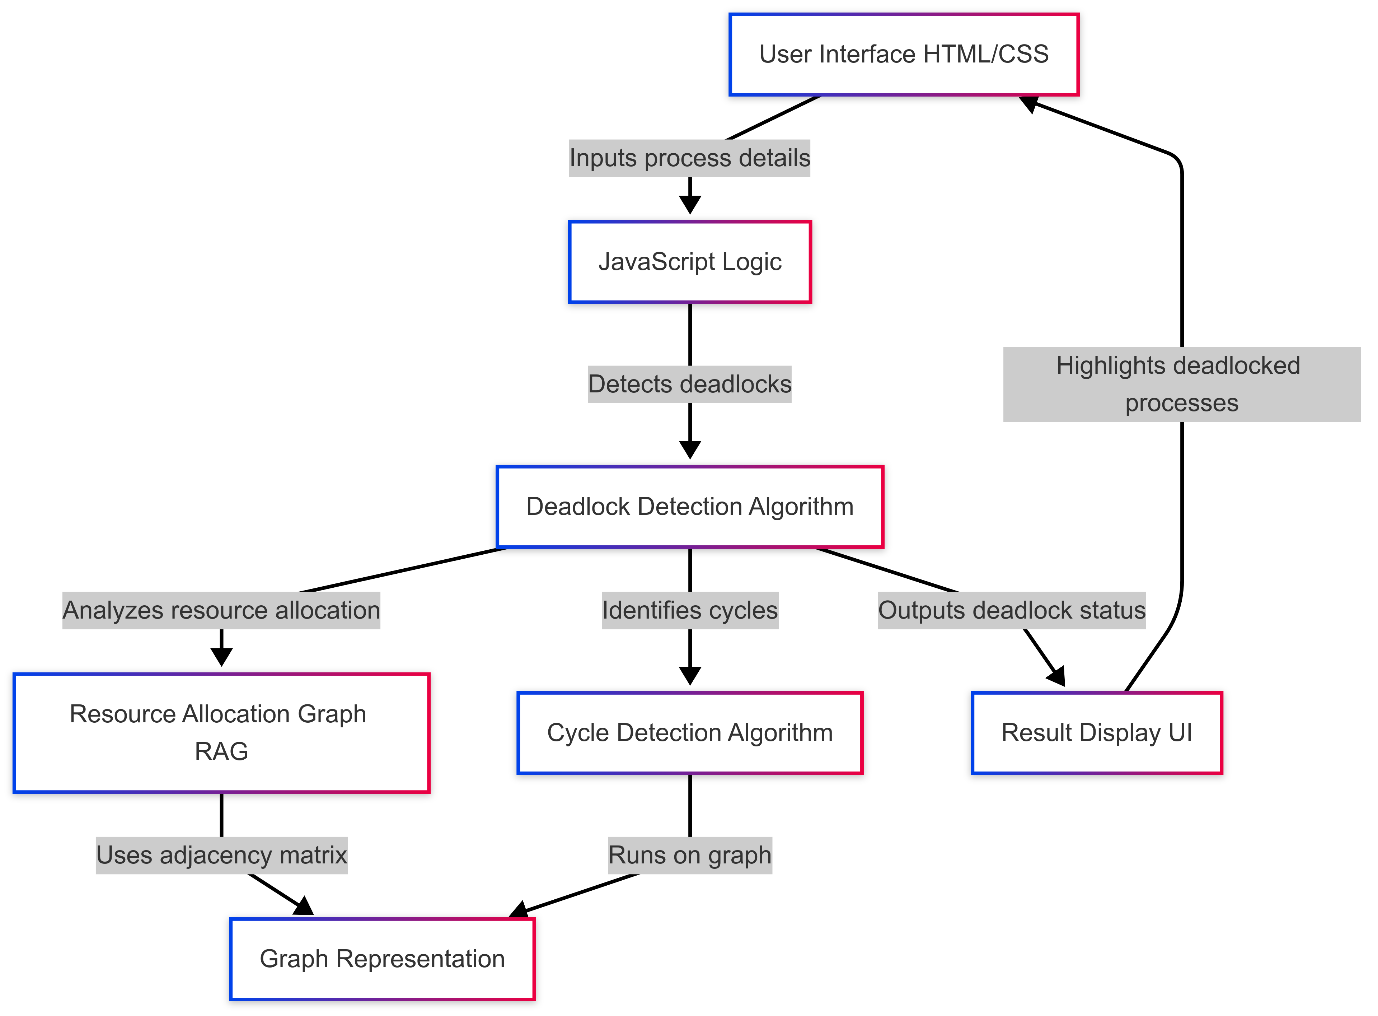 User Interface HTML/CSS
Inputs process details
JavaScript Logic
Highlights deadlocked
processes
Detects deadlocks
Deadlock Detection Algorithm
Analyzes resource allocation
Identifies cycles
Outputs deadlock status
Resource Allocation Graph
RAG
Cycle Detection Algorithm
Result Display UI
Uses adjacency matrix
Runs on graph
Graph Representation